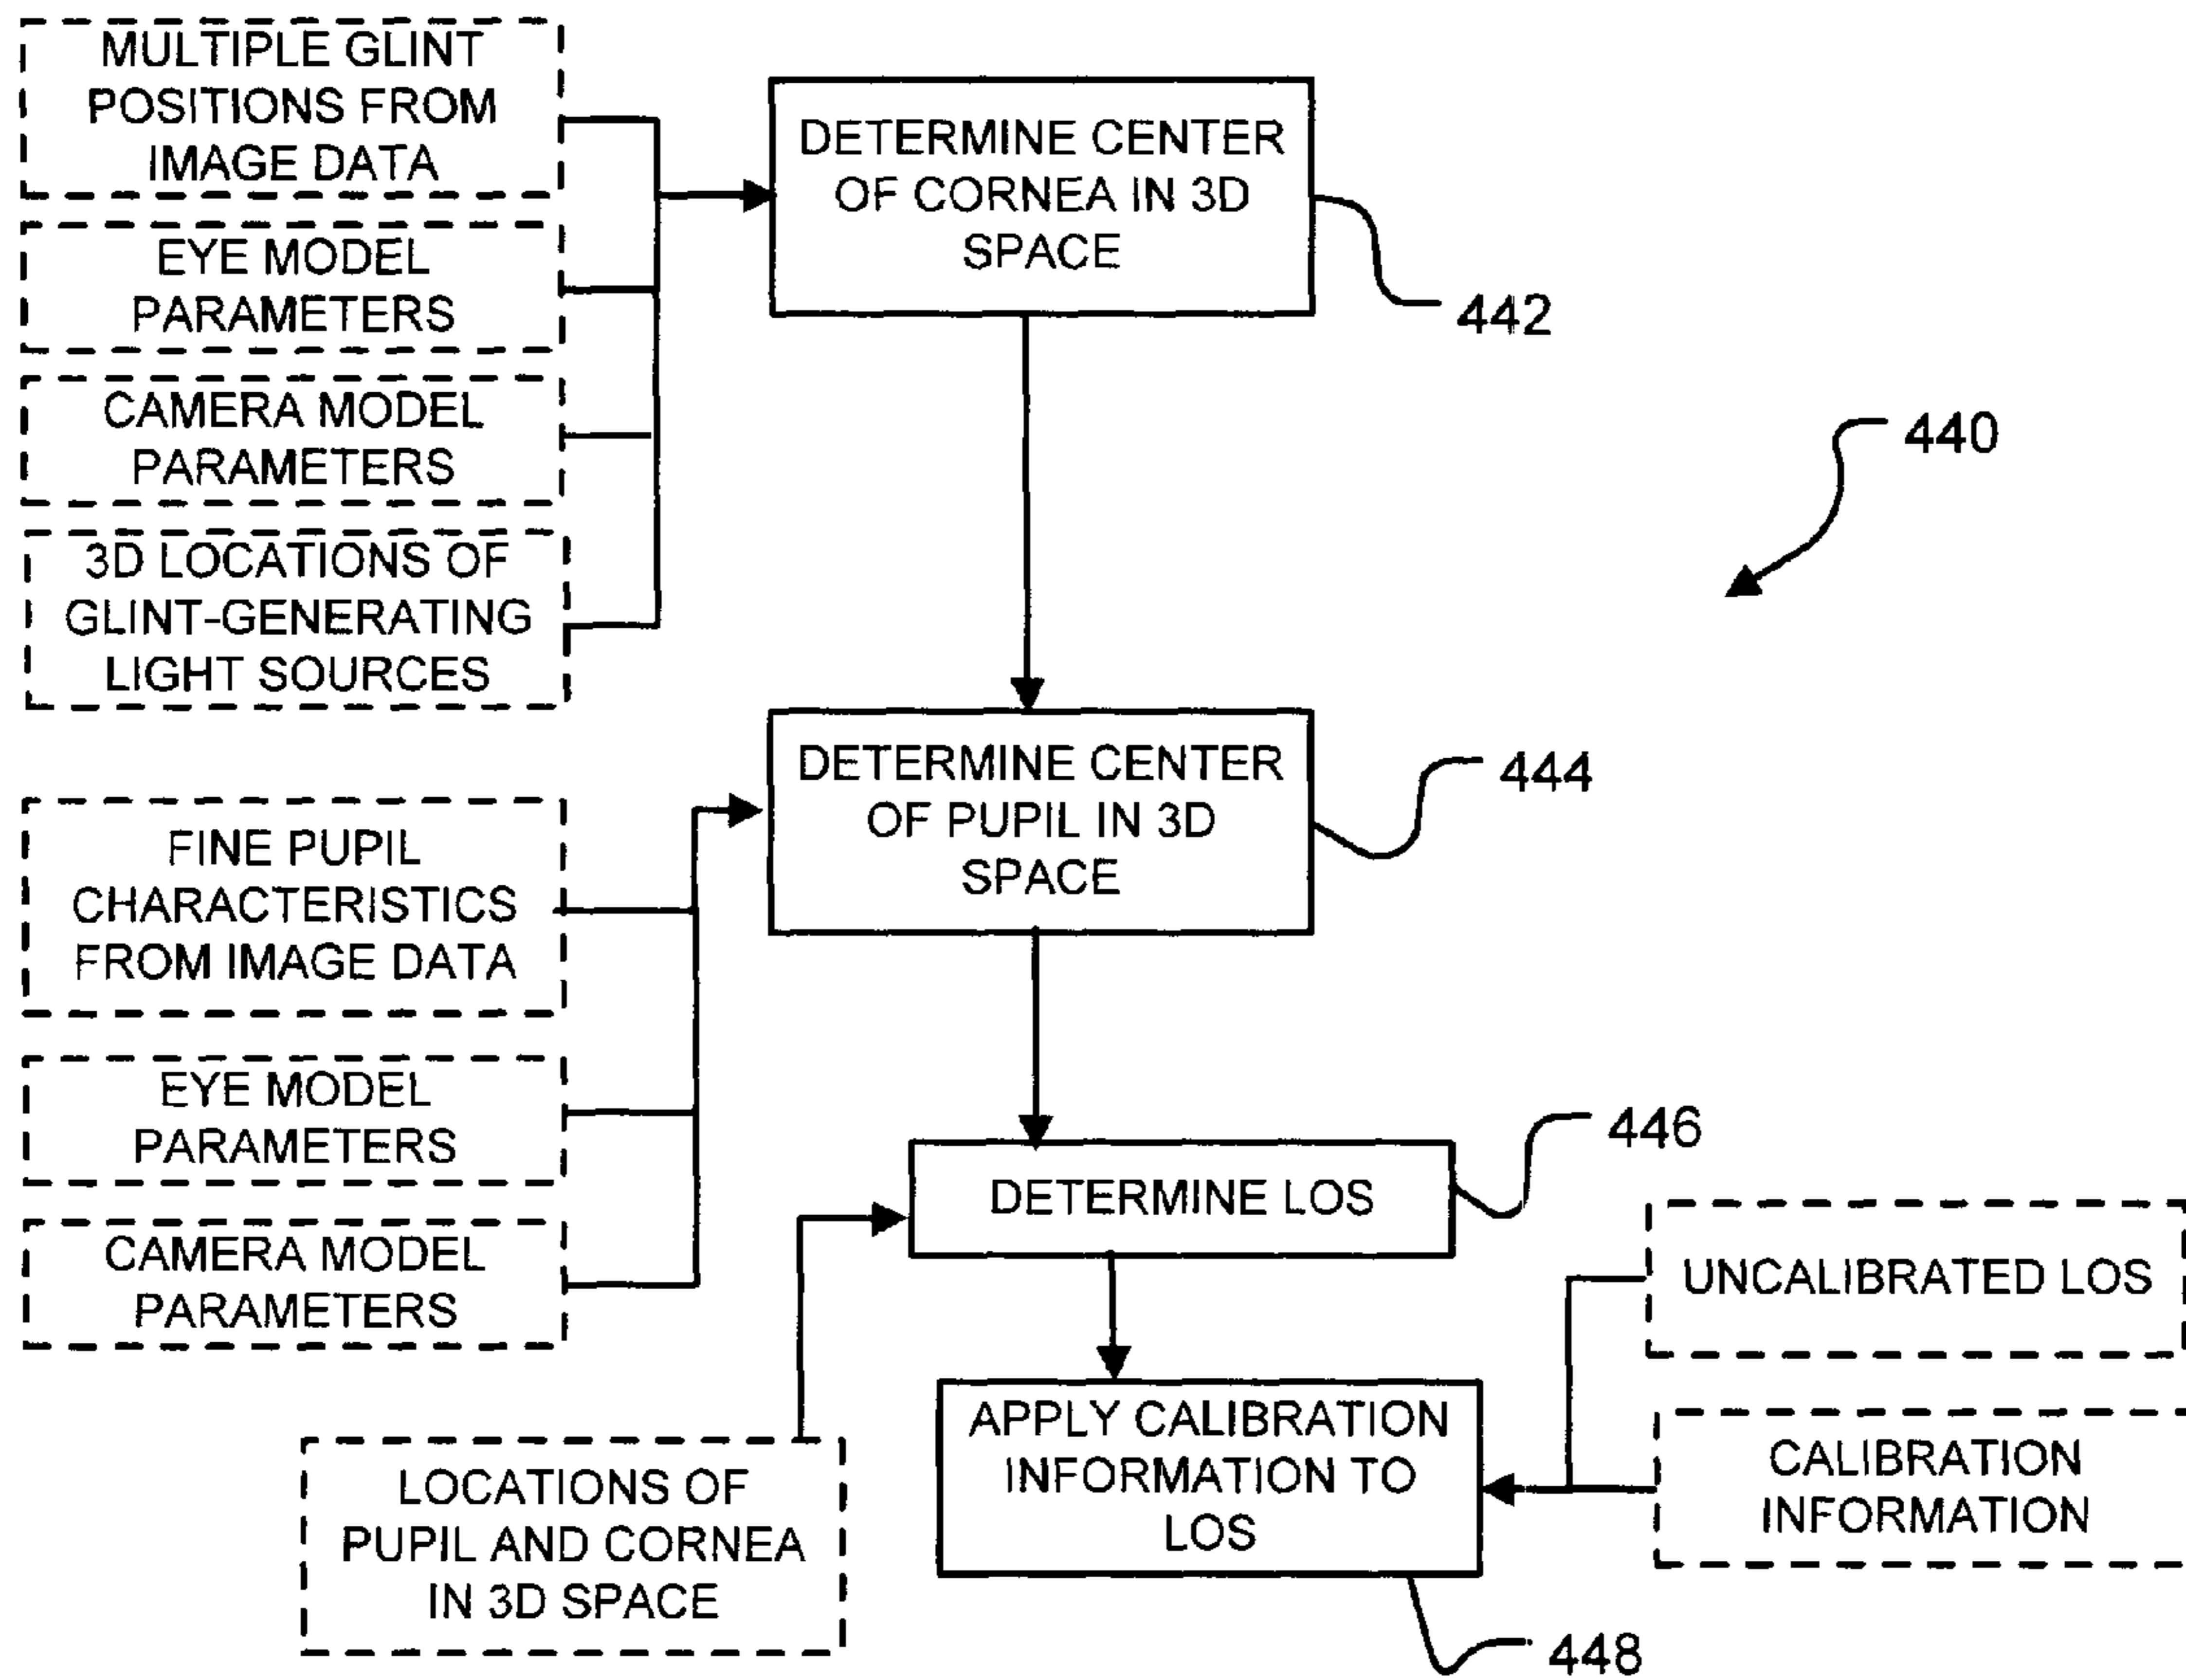 MULTIPLE GLINT
POSITIONS FROM
IMAGE DATA
EYE MODEL
PARAMETERS
CAMERA MODEL
PARAMETERS
3D LOCATIONS OF
GLINT-GENERATING
LIGHT SOURCES
DETERMINE CENTER
OF CORNEA IN 3D
SPACE
442
440
DETERMINE CENTER
OF PUPIL IN 3D
SPACE
444
FINE PUPIL
CHARACTERISTICS
FROM IMAGE DATA
EYE MODEL
PARAMETERS
CAMERA MODEL
PARAMETERS
DETERMINE LOS
446
UNCALIBRATED LOS
LOCATIONS OF
PUPIL AND CORNEA
IN 3D SPACE
APPLY CALIBRATION
INFORMATION TO
LOS
448
CALIBRATION
INFORMATION